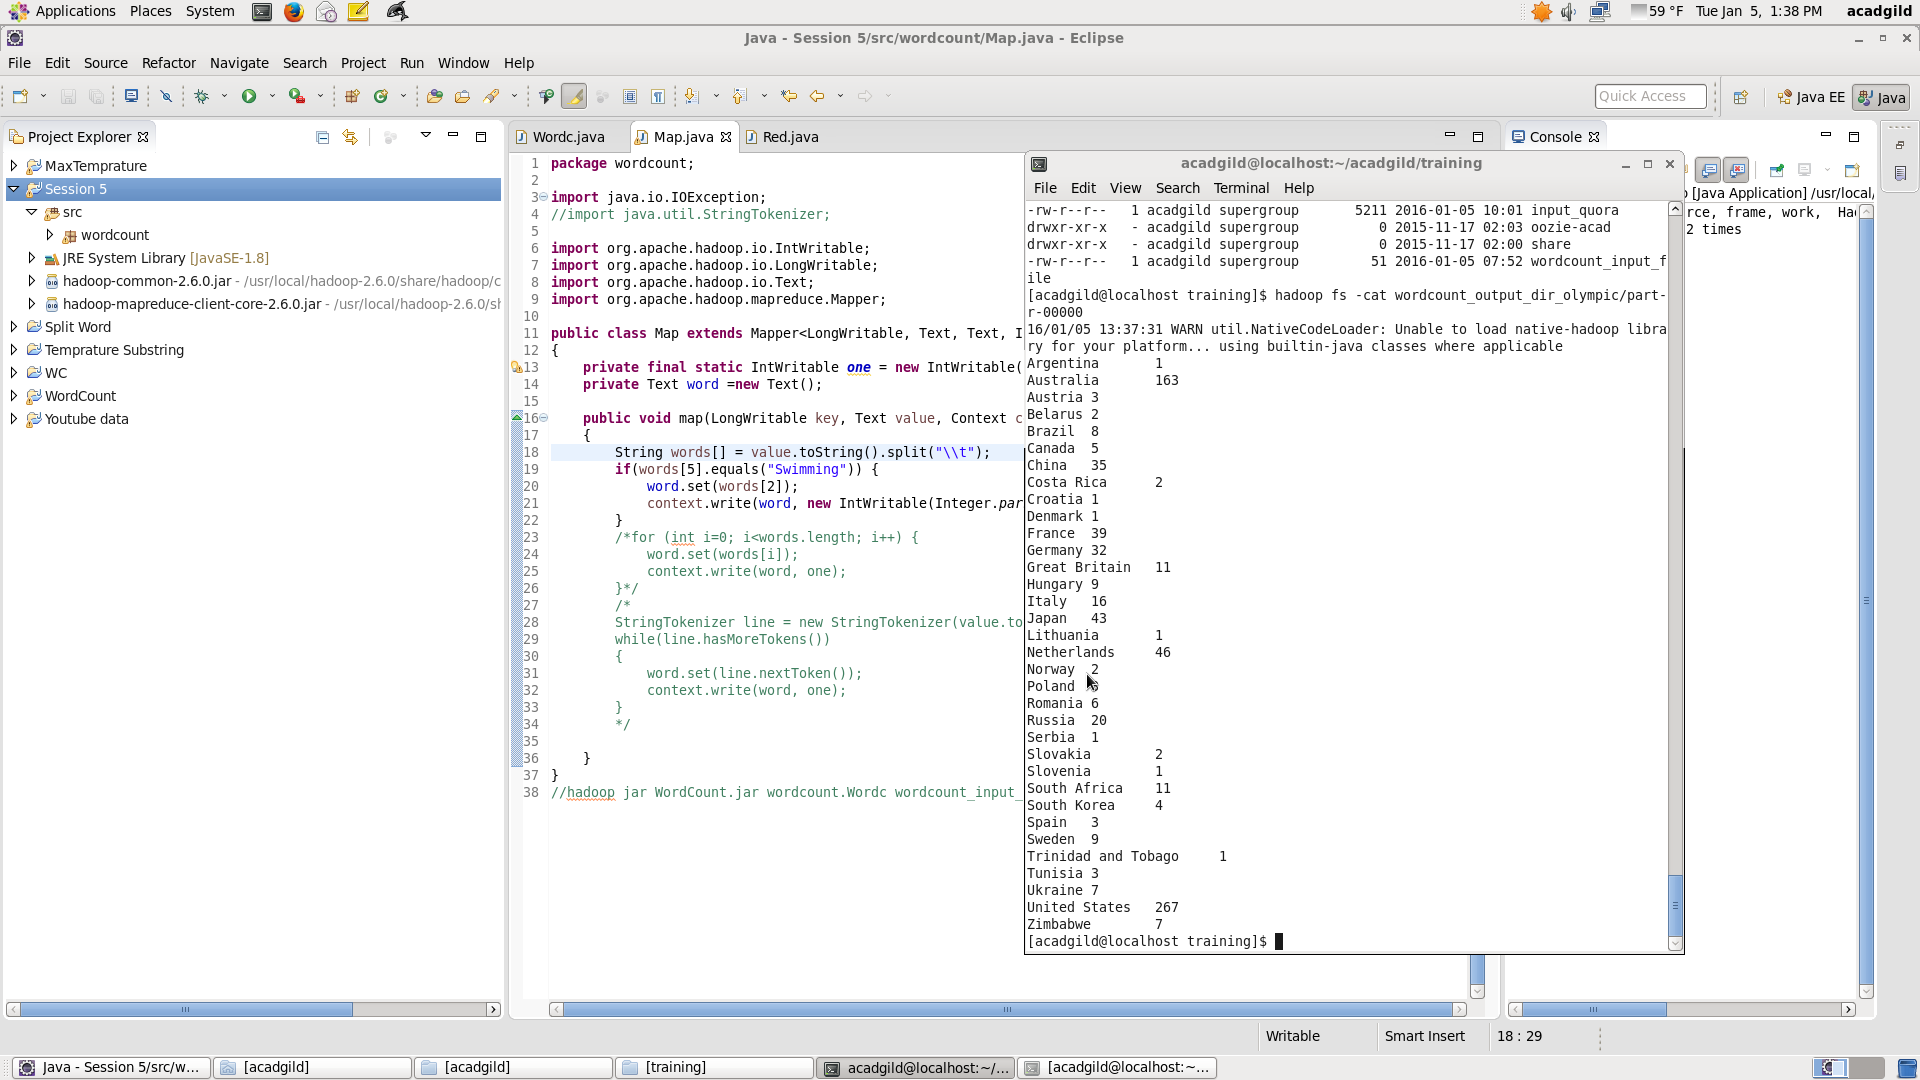 Applications Places System
59 °F Tue Jan 5, 1:38 PM acadgild
Java - Session 5/src/wordcount/Map.java - Eclipse
File Edit Source Refactor Navigate Search Project Run Window Help
Quick Access
Java EE
Java
Project Explorer
MaxTemprature
Session 5
src
wordcount
JRE System Library [JavaSE-1.8]
hadoop-common-2.6.0.jar - /usr/local/hadoop-2.6.0/share/hadoop/c
hadoop-mapreduce-client-core-2.6.0.jar - /usr/local/hadoop-2.6.0/sh
Split Word
Temprature Substring
WC
WordCount
Youtube data
Wordc.java
Map.java
Red.java
1 package wordcount;
2
3 import java.io.IOException;
4 //import java.util.StringTokenizer;
5
6 import org.apache.hadoop.io.IntWritable;
7 import org.apache.hadoop.io.LongWritable;
8 import org.apache.hadoop.io.Text;
9 import org.apache.hadoop.mapreduce.Mapper;
10
11 public class Map extends Mapper<LongWritable, Text, Text, I
12 {
13 private final static IntWritable one = new IntWritable(
14 private Text word =new Text();
15
16 public void map(LongWritable key, Text value, Context c
17 {
18 String words[] = value.toString().split("\\t");
19 if(words[5].equals("Swimming")) {
20 word.set(words[2]);
21 context.write(word, new IntWritable(Integer.par
22 }
23 /*for (int i=0; i<words.length; i++) {
24 word.set(words[i]);
25 context.write(word, one);
26 }*/
27 /*
28 StringTokenizer line = new StringTokenizer(value.to
29 while(line.hasMoreTokens())
30 {
31 word.set(line.nextToken());
32 context.write(word, one);
33 }
34 */
35
36 }
37 }
38 //hadoop jar WordCount.jar wordcount.Wordc wordcount_input_
acadgild@localhost:~/acadgild/training
File Edit View Search Terminal Help
-rw-r--r-- 1 acadgild supergroup 5211 2016-01-05 10:01 input_quora
drwxr-xr-x - acadgild supergroup 0 2015-11-17 02:03 oozie-acad
drwxr-xr-x - acadgild supergroup 0 2015-11-17 02:00 share
-rw-r--r-- 1 acadgild supergroup 51 2016-01-05 07:52 wordcount_input_f
ile
[acadgild@localhost training]$ hadoop fs -cat wordcount_output_dir_olympic/part-
r-00000
16/01/05 13:37:31 WARN util.NativeCodeLoader: Unable to load native-hadoop libra
ry for your platform... using builtin-java classes where applicable
Argentina 1
Australia 163
Austria 3
Belarus 2
Brazil 8
Canada 5
China 35
Costa Rica 2
Croatia 1
Denmark 1
France 39
Germany 32
Great Britain 11
Hungary 9
Italy 16
Japan 43
Lithuania 1
Netherlands 46
Norway 2
Poland
Romania 6
Russia 20
Serbia 1
Slovakia 2
Slovenia 1
South Africa 11
South Korea 4
Spain 3
Sweden 9
Trinidad and Tobago 1
Tunisia 3
Ukraine 7
United States 267
Zimbabwe 7
[acadgild@localhost training]$
Console
[Java Application] /usr/local/
rce, frame, work, Ha
2 times
Writable
Smart Insert
18 : 29
Java - Session 5/src/w...
[acadgild]
[acadgild]
[training]
acadgild@localhost:~/...
[acadgild@localhost:~...